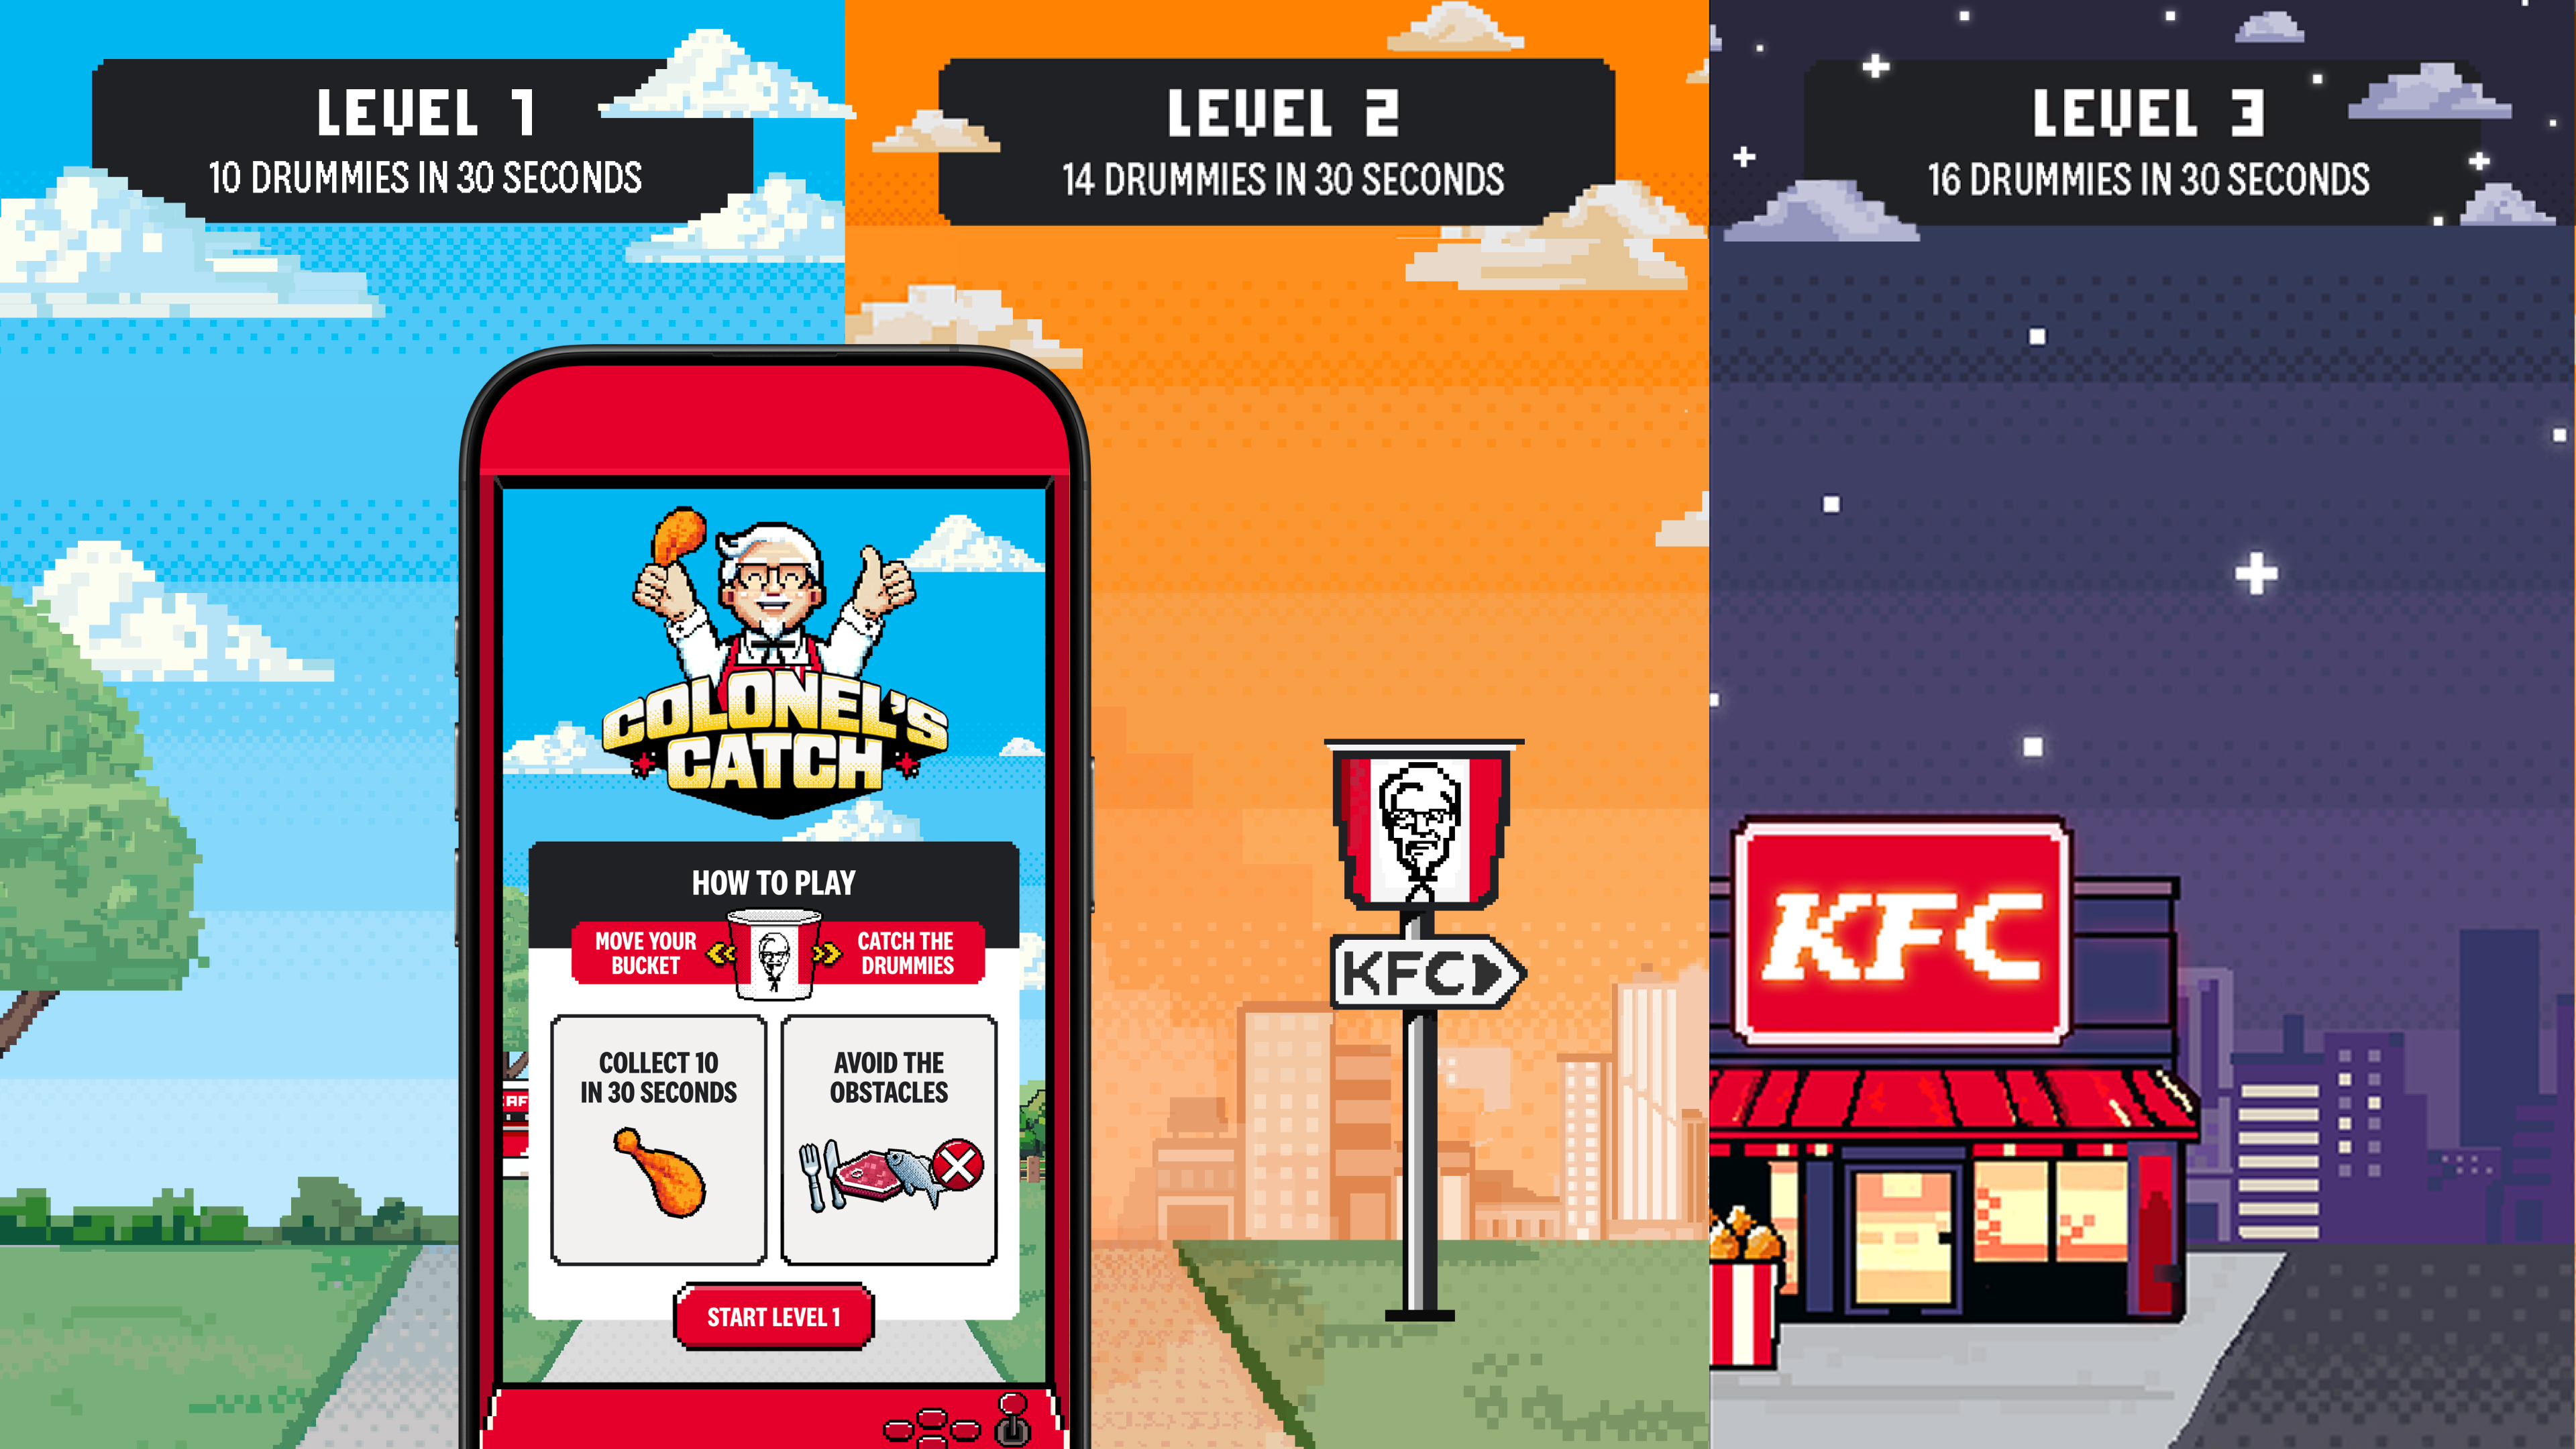 LEVEL 1
10 DRUMMIES IN 30 SECONDS
LEVEL 2
14 DRUMMIES IN 30 SECONDS
LEVEL 3
16 DRUMMIES IN 30 SECONDS
COLONEL'S
CATCH
HOW TO PLAY
MOVE YOUR
BUCKET
CATCH THE
DRUMMIES
COLLECT 10
IN 30 SECONDS
AVOID THE
OBSTACLES
START LEVEL 1
KFC
KFC